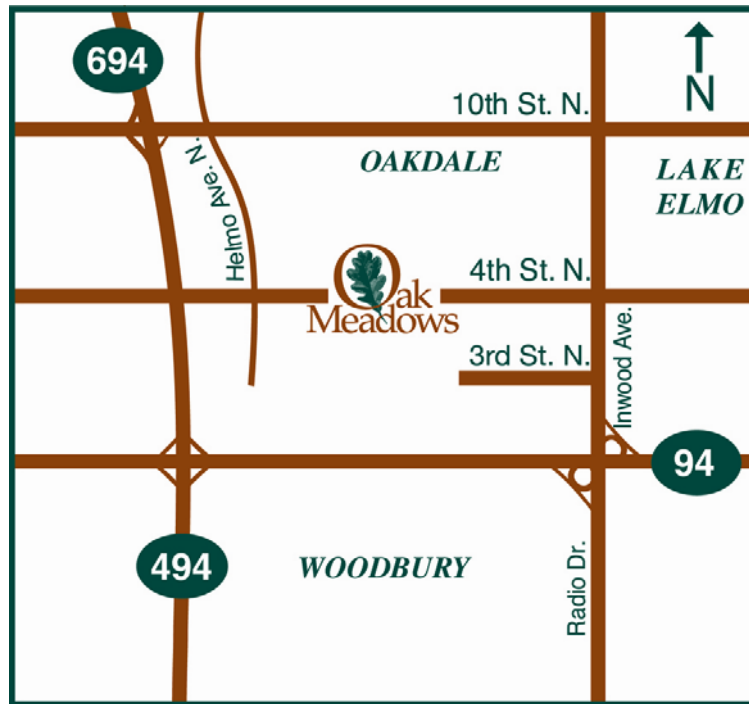 694
N
10th St. N.
OAKDALE
LAKE
ELMO
Helmo Ave. N.
4th St. N.
Oak
Meadows
3rd St. N.
Inwood Ave.
94
494
WOODBURY
Radio Dr.